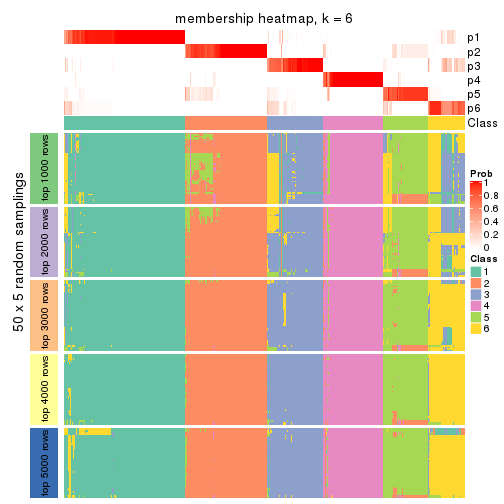 membership heatmap, k = 6
p1
p2
p3
p4
p5
p6
Class
50 x 5 random samplings
top 1000 rows
top 2000 rows
top 3000 rows
top 4000 rows
top 5000 rows
Prob
1
0.8
0.6
0.4
0.2
0
Class
1
2
3
4
5
6